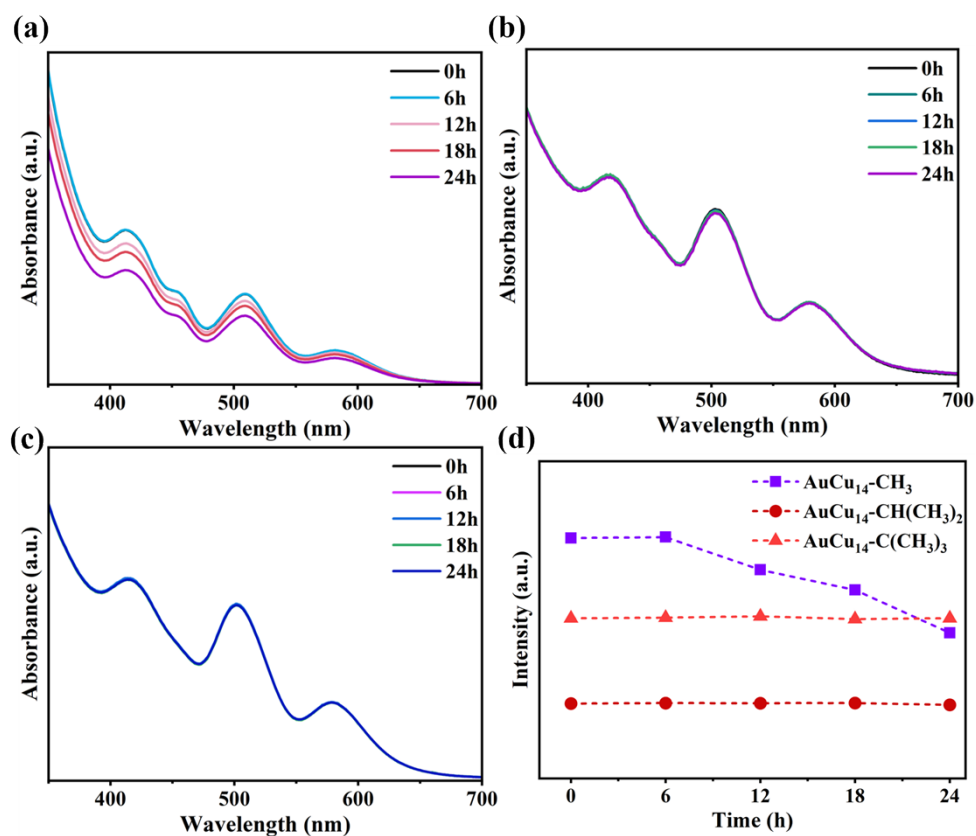 (a)
0h
6h
12h
18h
24h
Absorbance (a.u.)
400
500
600
700
Wavelength (nm)
(b)
0h
6h
12h
18h
24h
Absorbance (a.u.)
400
500
600
700
Wavelength (nm)
(c)
0h
6h
12h
18h
24h
Absorbance (a.u.)
400
500
600
700
Wavelength (nm)
(d)
AuCu₁₄-CH₃
AuCu₁₄-CH(CH₃)₂
AuCu₁₄-C(CH₃)₃
Intensity (a.u.)
0
6
12
18
24
Time (h)